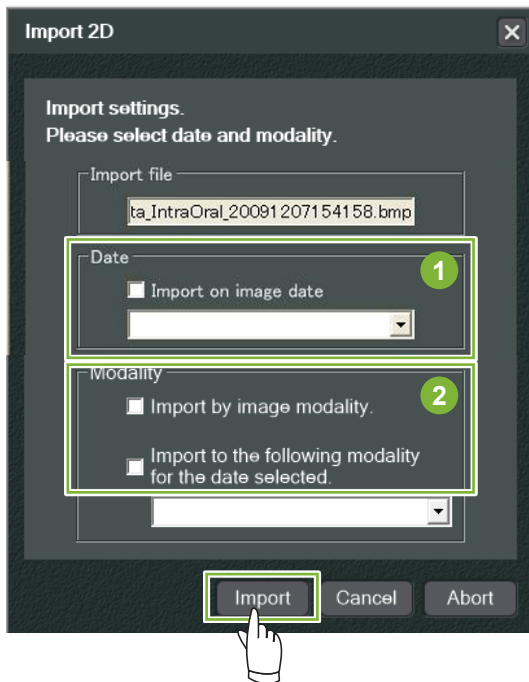 Import 2D
Import settings.
Please select date and modality.
Import file
ta_IntraOral_20091207154158.bmp
Date
1
Import on image date
Modality
2
Import by image modality.
Import to the following modality
for the date selected.
Import Cancel Abort